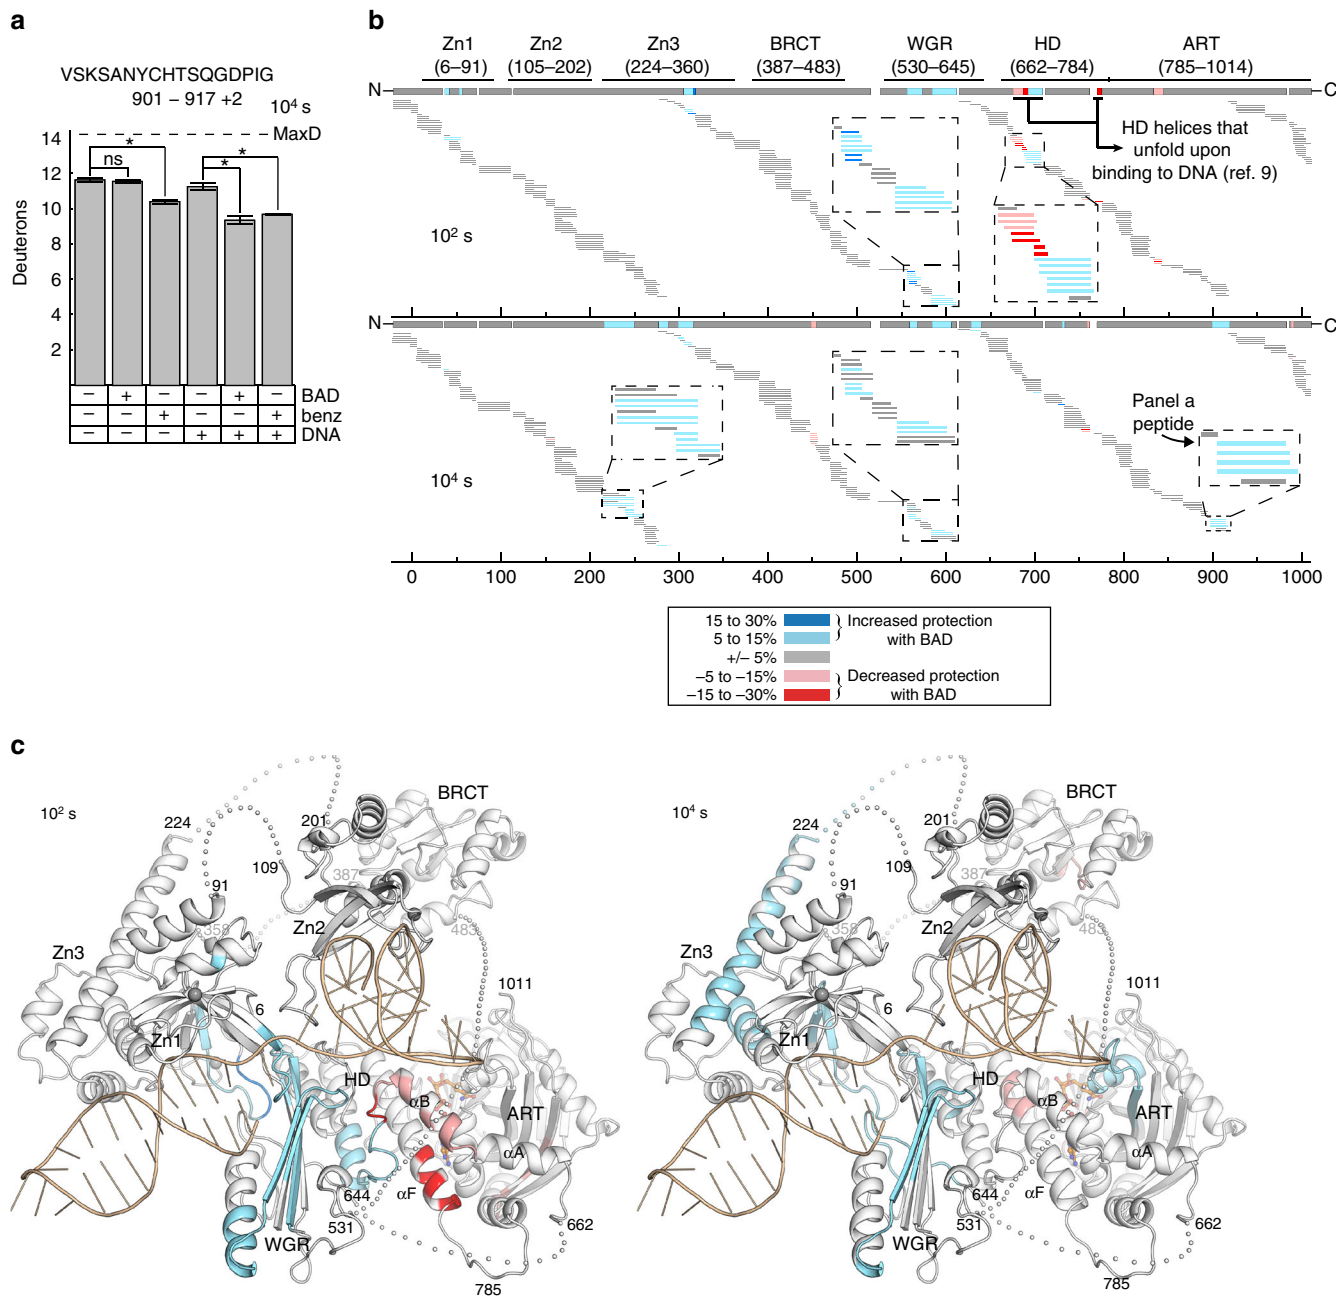 a
VSKSANYCHTSQGDPIG
901 – 917 +2
10⁴ s
MaxD
14
12
10
8
6
4
2
Deuterons
ns
*
*
*
– + – – + – BAD
– – + – – + benz
– – – + + + DNA
b
Zn1 Zn2 Zn3 BRCT WGR HD ART
(6–91) (105–202) (224–360) (387–483) (530–645) (662–784) (785–1014)
N C
HD helices that
unfold upon
binding to DNA (ref. 9)
10² s
N C
Panel a
peptide
10⁴ s
0 100 200 300 400 500 600 700 800 900 1000
15 to 30%
5 to 15%
Increased protection
with BAD
+/– 5%
–5 to –15%
–15 to –30%
Decreased protection
with BAD
c
10² s
BRCT
224
201
109
387
91
358
Zn2
483
Zn3
1011
6
Zn1
HD
αB
ART
αA
αF
644
531
662
WGR
785
10⁴ s
BRCT
224
201
109
387
91
358
Zn2
483
Zn3
1011
6
Zn1
HD
αB
ART
αA
αF
644
531
662
WGR
785